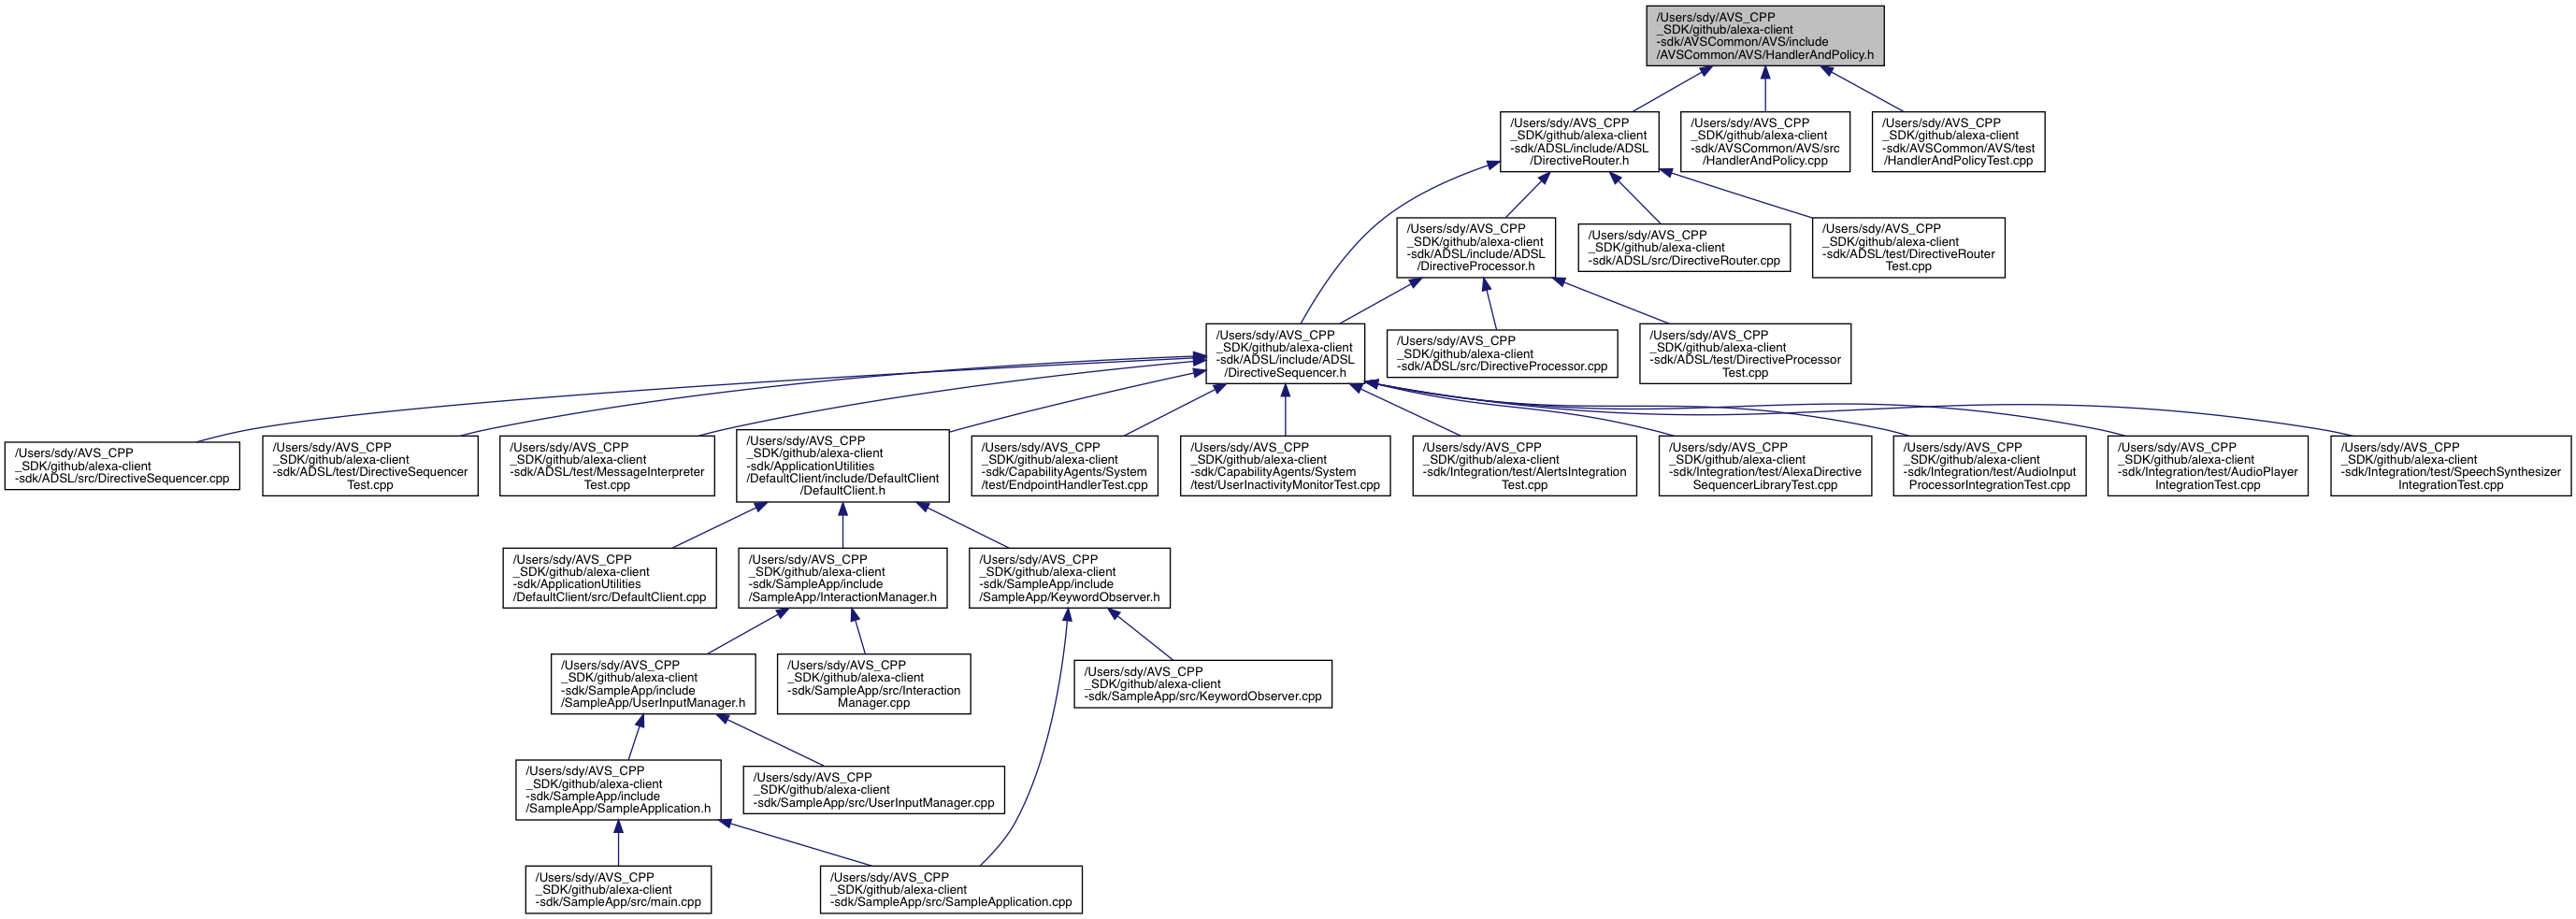 /Users/sdy/AVS_CPP
_SDK/github/alexa-client
-sdk/AVSCommon/AVS/include
/AVSCommon/AVS/HandlerAndPolicy.h
/Users/sdy/AVS_CPP
_SDK/github/alexa-client
-sdk/ADSL/include/ADSL
/DirectiveRouter.h
/Users/sdy/AVS_CPP
_SDK/github/alexa-client
-sdk/AVSCommon/AVS/src
/HandlerAndPolicy.cpp
/Users/sdy/AVS_CPP
_SDK/github/alexa-client
-sdk/AVSCommon/AVS/test
/HandlerAndPolicyTest.cpp
/Users/sdy/AVS_CPP
_SDK/github/alexa-client
-sdk/ADSL/include/ADSL
/DirectiveProcessor.h
/Users/sdy/AVS_CPP
_SDK/github/alexa-client
-sdk/ADSL/src/DirectiveRouter.cpp
/Users/sdy/AVS_CPP
_SDK/github/alexa-client
-sdk/ADSL/test/DirectiveRouter
Test.cpp
/Users/sdy/AVS_CPP
_SDK/github/alexa-client
-sdk/ADSL/include/ADSL
/DirectiveSequencer.h
/Users/sdy/AVS_CPP
_SDK/github/alexa-client
-sdk/ADSL/src/DirectiveProcessor.cpp
/Users/sdy/AVS_CPP
_SDK/github/alexa-client
-sdk/ADSL/test/DirectiveProcessor
Test.cpp
/Users/sdy/AVS_CPP
_SDK/github/alexa-client
-sdk/ADSL/src/DirectiveSequencer.cpp
/Users/sdy/AVS_CPP
_SDK/github/alexa-client
-sdk/ADSL/test/DirectiveSequencer
Test.cpp
/Users/sdy/AVS_CPP
_SDK/github/alexa-client
-sdk/ADSL/test/MessageInterpreter
Test.cpp
/Users/sdy/AVS_CPP
_SDK/github/alexa-client
-sdk/ApplicationUtilities
/DefaultClient/include/DefaultClient
/DefaultClient.h
/Users/sdy/AVS_CPP
_SDK/github/alexa-client
-sdk/CapabilityAgents/System
/test/EndpointHandlerTest.cpp
/Users/sdy/AVS_CPP
_SDK/github/alexa-client
-sdk/CapabilityAgents/System
/test/UserInactivityMonitorTest.cpp
/Users/sdy/AVS_CPP
_SDK/github/alexa-client
-sdk/Integration/test/AlertsIntegration
Test.cpp
/Users/sdy/AVS_CPP
_SDK/github/alexa-client
-sdk/Integration/test/AlexaDirective
SequencerLibraryTest.cpp
/Users/sdy/AVS_CPP
_SDK/github/alexa-client
-sdk/Integration/test/AudioInput
ProcessorIntegrationTest.cpp
/Users/sdy/AVS_CPP
_SDK/github/alexa-client
-sdk/Integration/test/AudioPlayer
IntegrationTest.cpp
/Users/sdy/AVS_CPP
_SDK/github/alexa-client
-sdk/Integration/test/SpeechSynthesizer
IntegrationTest.cpp
/Users/sdy/AVS_CPP
_SDK/github/alexa-client
-sdk/ApplicationUtilities
/DefaultClient/src/DefaultClient.cpp
/Users/sdy/AVS_CPP
_SDK/github/alexa-client
-sdk/SampleApp/include
/SampleApp/InteractionManager.h
/Users/sdy/AVS_CPP
_SDK/github/alexa-client
-sdk/SampleApp/include
/SampleApp/KeywordObserver.h
/Users/sdy/AVS_CPP
_SDK/github/alexa-client
-sdk/SampleApp/include
/SampleApp/UserInputManager.h
/Users/sdy/AVS_CPP
_SDK/github/alexa-client
-sdk/SampleApp/src/Interaction
Manager.cpp
/Users/sdy/AVS_CPP
_SDK/github/alexa-client
-sdk/SampleApp/src/KeywordObserver.cpp
/Users/sdy/AVS_CPP
_SDK/github/alexa-client
-sdk/SampleApp/include
/SampleApp/SampleApplication.h
/Users/sdy/AVS_CPP
_SDK/github/alexa-client
-sdk/SampleApp/src/UserInputManager.cpp
/Users/sdy/AVS_CPP
_SDK/github/alexa-client
-sdk/SampleApp/src/main.cpp
/Users/sdy/AVS_CPP
_SDK/github/alexa-client
-sdk/SampleApp/src/SampleApplication.cpp